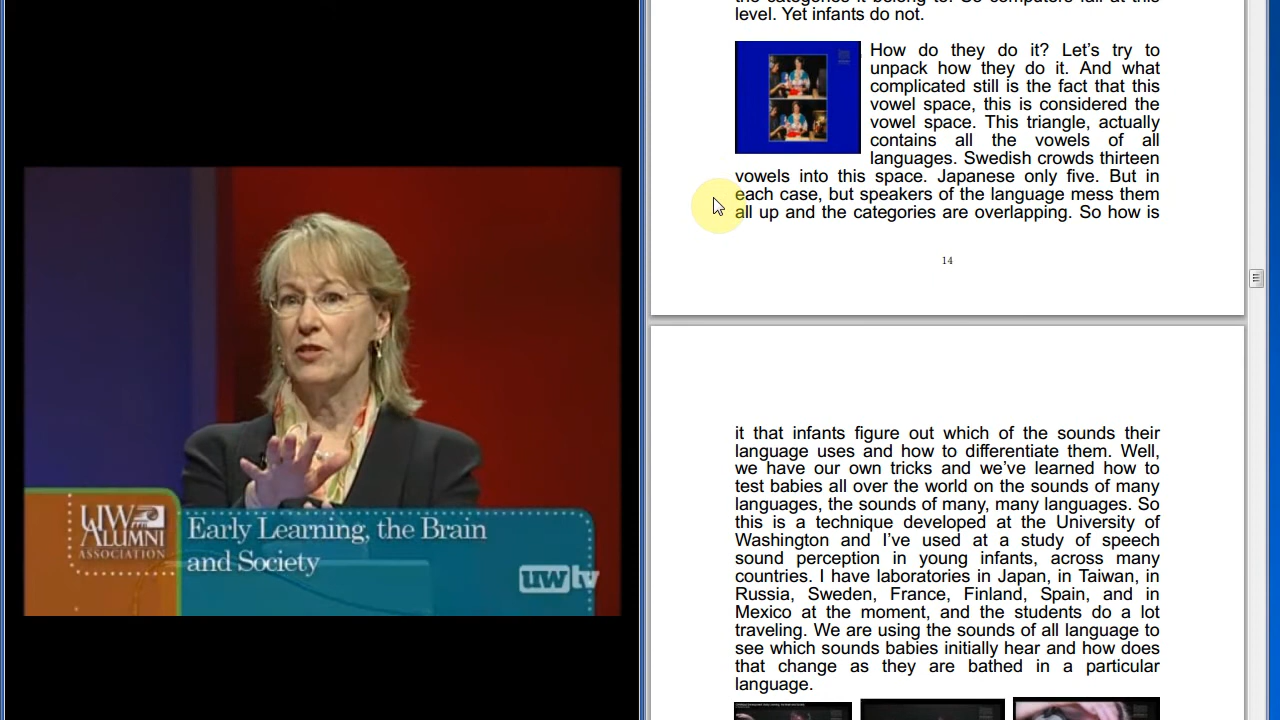 UW
ALUMNI
ASSOCIATION
Early Learning, the Brain
and Society
uwtv
level. Yet infants do not.
How do they do it? Let's try to
unpack how they do it. And what
complicated still is the fact that this
vowel space, this is considered the
vowel space. This triangle, actually
contains all the vowels of all
languages. Swedish crowds thirteen
vowels into this space. Japanese only five. But in
each case, but speakers of the language mess them
all up and the categories are overlapping. So how is
14
it that infants figure out which of the sounds their
language uses and how to differentiate them. Well,
we have our own tricks and we've learned how to
test babies all over the world on the sounds of many
languages, the sounds of many, many languages. So
this is a technique developed at the University of
Washington and I've used at a study of speech
sound perception in young infants, across many
countries. I have laboratories in Japan, in Taiwan, in
Russia, Sweden, France, Finland, Spain, and in
Mexico at the moment, and the students do a lot
traveling. We are using the sounds of all language to
see which sounds babies initially hear and how does
that change as they are bathed in a particular
language.